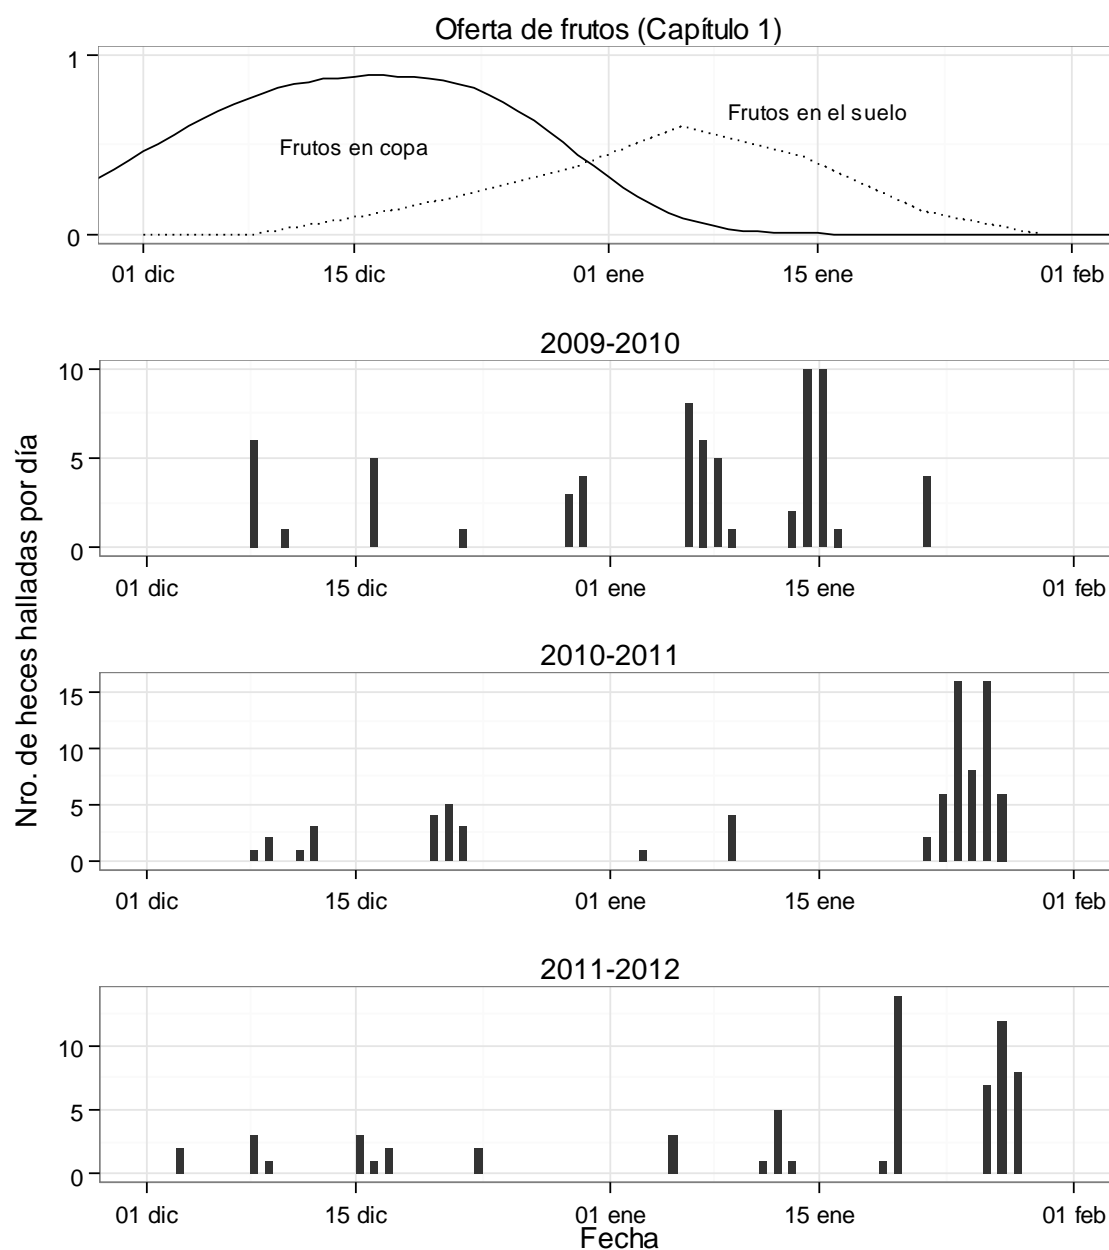 Oferta de frutos (Capítulo 1)
1
0
Frutos en copa
Frutos en el suelo
01 dic
15 dic
01 ene
15 ene
01 feb
Nro. de heces halladas por día
2009-2010
10
5
0
01 dic
15 dic
01 ene
15 ene
01 feb
2010-2011
15
10
5
0
01 dic
15 dic
01 ene
15 ene
01 feb
2011-2012
10
5
0
01 dic
15 dic
01 ene
15 ene
01 feb
Fecha